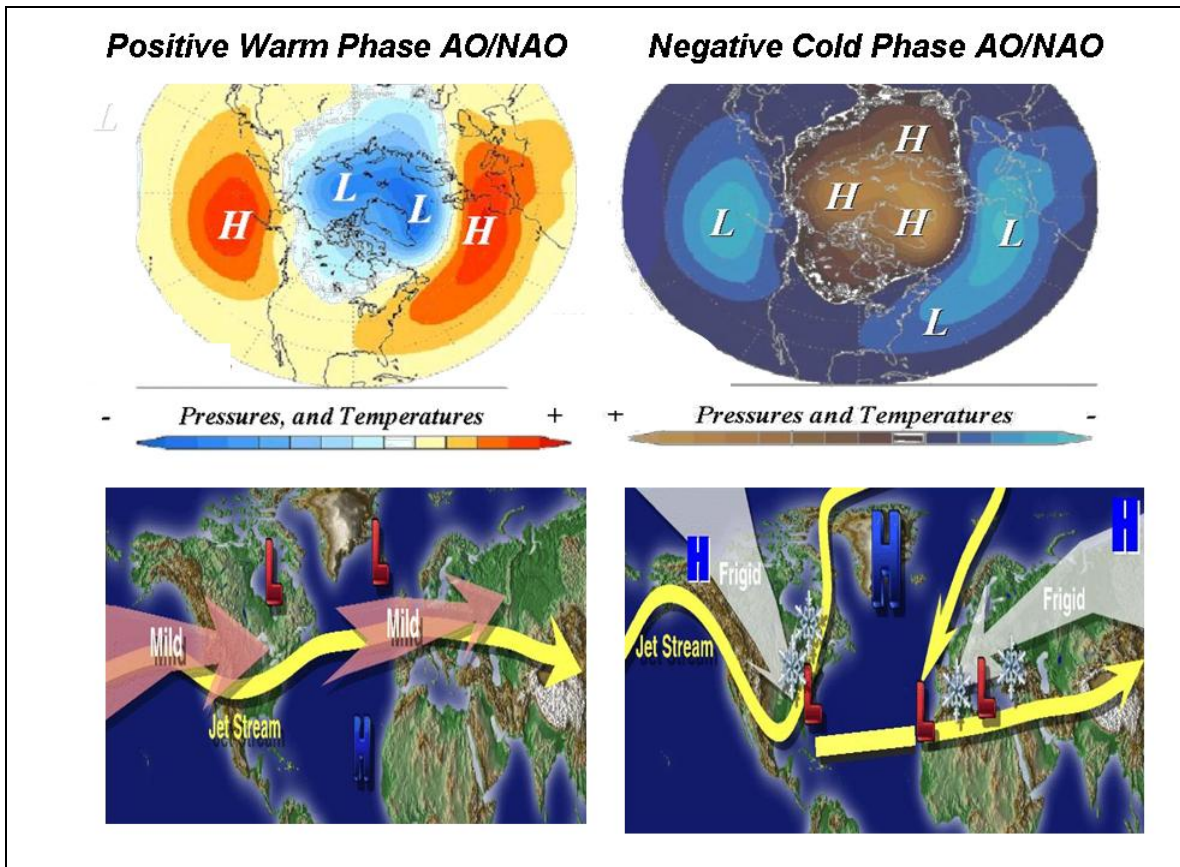 Positive Warm Phase AO/NAO
Negative Cold Phase AO/NAO
L
H
L
L
H
H
H
H
L
L
L
- Pressures, and Temperatures +
+ Pressures and Temperatures -
L
L
Mild
Mild
Jet Stream
H
H
H
H
Frigid
Frigid
Jet Stream
L
L
L